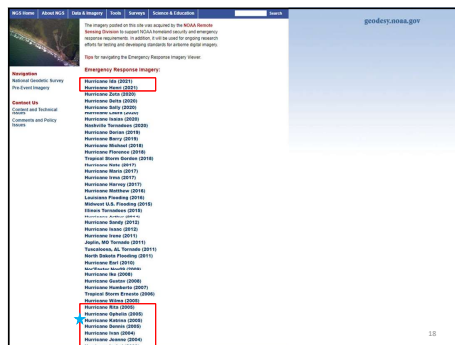 NGS Home
About NGS
Data & Imagery
Tools
Surveys
Science & Education
Search
geodesy.noaa.gov
The imagery posted on this site was acquired by the NOAA Remote
Sensing Division to support NOAA homeland security and emergency
response requirements. In addition, it will be used for ongoing research
efforts for testing and developing standards for airborne digital imagery.
Tips for navigating the Emergency Response Imagery Viewer
Emergency Response Imagery:
Navigation
National Geodetic Survey
Pre-Event Imagery
Contact Us
Content and Technical
Issues
Comments and Policy
Issues
Hurricane Ida (2021)
Hurricane Henri (2021)
Hurricane Zeta (2020)
Hurricane Delta (2020)
Hurricane Sally (2020)
Hurricane Laura (2020)
Hurricane Isaias (2020)
Nashville Tornadoes (2020)
Hurricane Dorian (2019)
Hurricane Barry (2019)
Hurricane Michael (2018)
Hurricane Florence (2018)
Tropical Storm Gordon (2018)
Hurricane Nate (2017)
Hurricane Maria (2017)
Hurricane Irma (2017)
Hurricane Harvey (2017)
Hurricane Matthew (2016)
Louisiana Flooding (2016)
Midwest U.S. Flooding (2015)
Illinois Tornadoes (2015)
Hurricane Arthur (2014)
Hurricane Sandy (2012)
Hurricane Isaac (2012)
Hurricane Irene (2011)
Joplin, MO Tornado (2011)
Tuscaloosa, AL Tornado (2011)
North Dakota Flooding (2011)
Hurricane Earl (2010)
Hurricane Ike (2008)
Hurricane Gustav (2008)
Hurricane Humberto (2007)
Tropical Storm Ernesto (2006)
Hurricane Wilma (2005)
Hurricane Rita (2005)
Hurricane Ophelia (2005)
Hurricane Katrina (2005)
Hurricane Dennis (2005)
Hurricane Ivan (2004)
Hurricane Jeanne (2004)
18